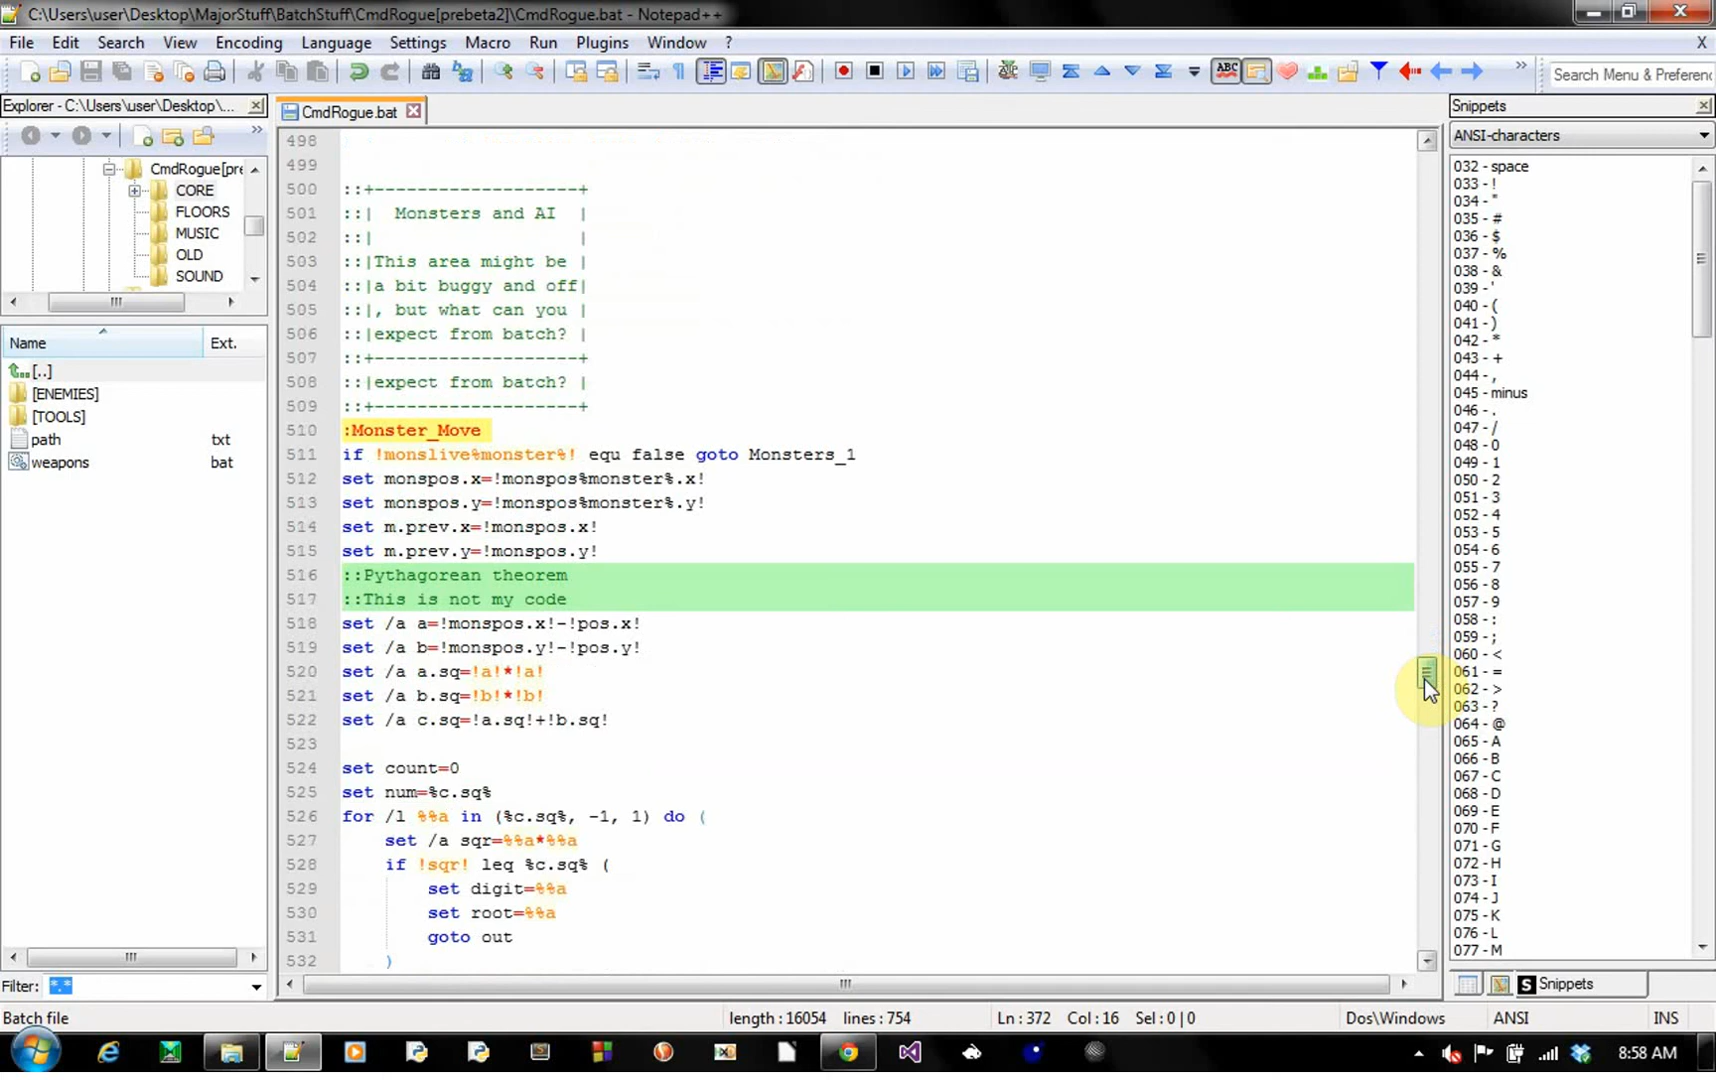 C:\Users\user\Desktop\MajorStuff\BatchStuff\CmdRogue[prebeta2]\CmdRogue.bat - Notepad++
File Edit Search View Encoding Language Settings Macro Run Plugins Window ? X
ABC
Search Menu & Preferenc
Explorer - C:\Users\user\Desktop\...
CmdRogue[pre
CORE
FLOORS
MUSIC
OLD
SOUND
Name Ext.
[..]
[ENEMIES]
[TOOLS]
path txt
weapons bat
Filter: *.*
CmdRogue.bat
498
499
500 ::+-------------------+
501 ::|  Monsters and AI  |
502 ::|                   |
503 ::|This area might be |
504 ::|a bit buggy and off|
505 ::|, but what can you |
506 ::|expect from batch? |
507 ::+-------------------+
508 ::|expect from batch? |
509 ::+-------------------+
510 :Monster_Move
511 if !monslive%monster%! equ false goto Monsters_1
512 set monspos.x=!monspos%monster%.x!
513 set monspos.y=!monspos%monster%.y!
514 set m.prev.x=!monspos.x!
515 set m.prev.y=!monspos.y!
516 ::Pythagorean theorem
517 ::This is not my code
518 set /a a=!monspos.x!-!pos.x!
519 set /a b=!monspos.y!-!pos.y!
520 set /a a.sq=!a!*!a!
521 set /a b.sq=!b!*!b!
522 set /a c.sq=!a.sq!+!b.sq!
523
524 set count=0
525 set num=%c.sq%
526 for /l %%a in (%c.sq%, -1, 1) do (
527     set /a sqr=%%a*%%a
528     if !sqr! leq %c.sq% (
529         set digit=%%a
530         set root=%%a
531         goto out
532     )
Snippets
ANSI-characters
032 - space
033 - !
034 - "
035 - #
036 - $
037 - %
038 - &
039 - '
040 - (
041 - )
042 - *
043 - +
044 - ,
045 - minus
046 - .
047 - /
048 - 0
049 - 1
050 - 2
051 - 3
052 - 4
053 - 5
054 - 6
055 - 7
056 - 8
057 - 9
058 - :
059 - ;
060 - <
061 - =
062 - >
063 - ?
064 - @
065 - A
066 - B
067 - C
068 - D
069 - E
070 - F
071 - G
072 - H
073 - I
074 - J
075 - K
076 - L
077 - M
S Snippets
Batch file length : 16054 lines : 754 Ln : 372 Col : 16 Sel : 0 | 0 Dos\Windows ANSI INS
8:58 AM